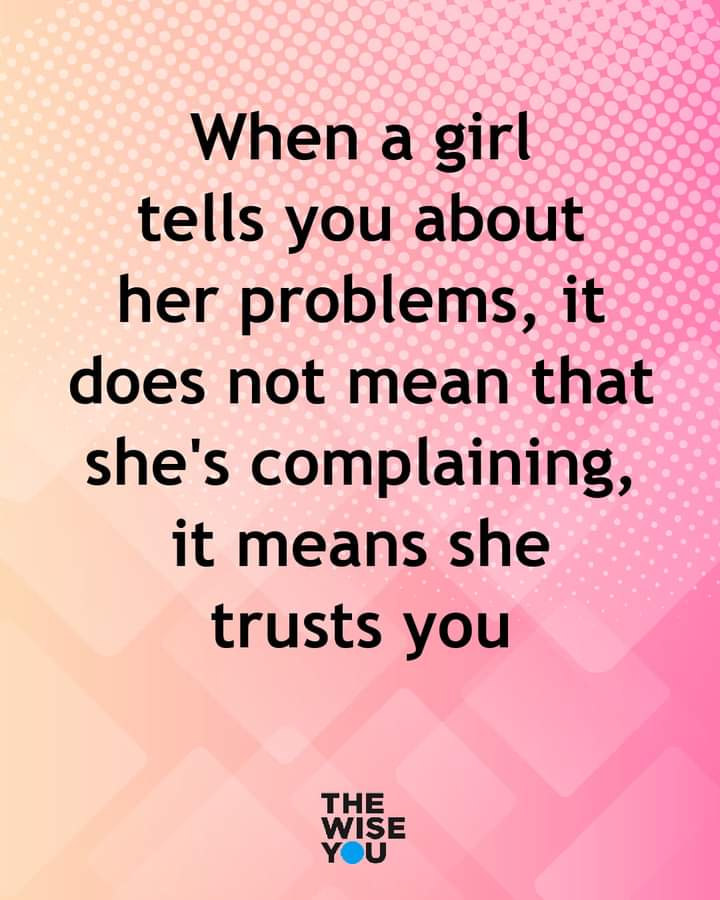 When a girl
tells you about
her problems, it
does not mean that
she's complaining,
it means she
trusts you
THE
WISE
YOU